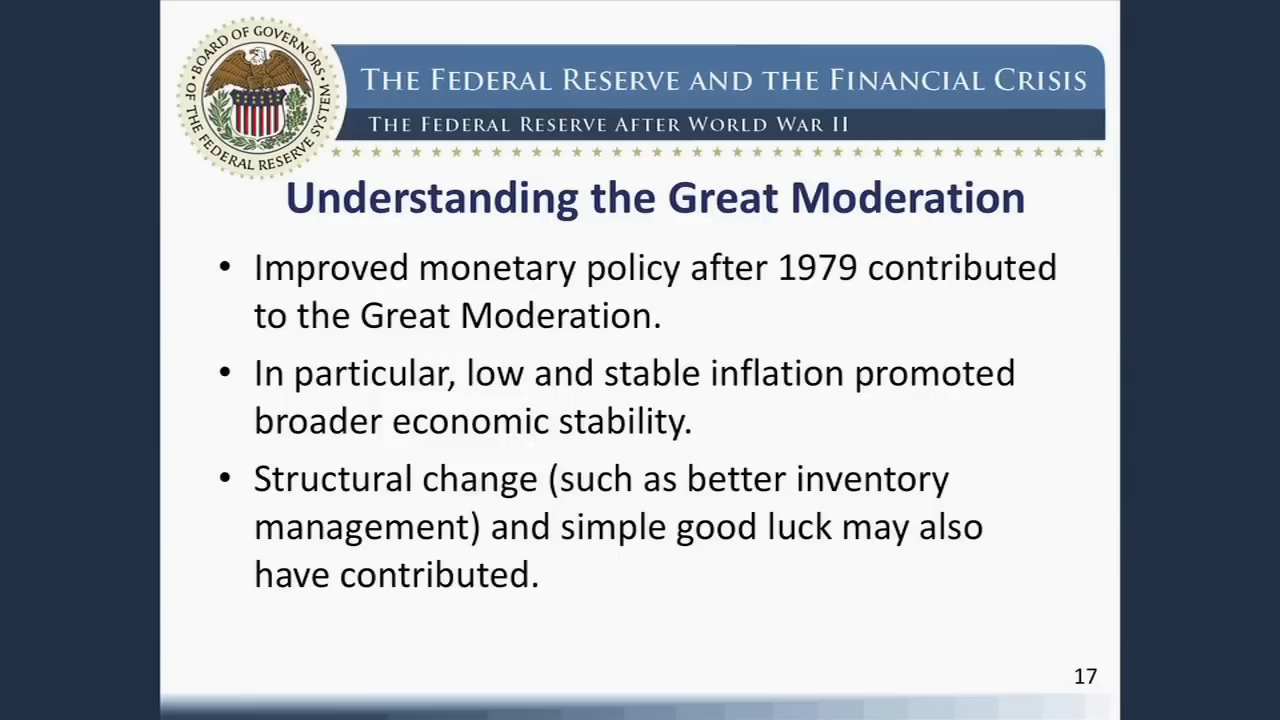 BOARD OF GOVERNORS
OF THE FEDERAL RESERVE SYSTEM
THE FEDERAL RESERVE AND THE FINANCIAL CRISIS
THE FEDERAL RESERVE AFTER WORLD WAR II
Understanding the Great Moderation
• Improved monetary policy after 1979 contributed
to the Great Moderation.
• In particular, low and stable inflation promoted
broader economic stability.
• Structural change (such as better inventory
management) and simple good luck may also
have contributed.
17